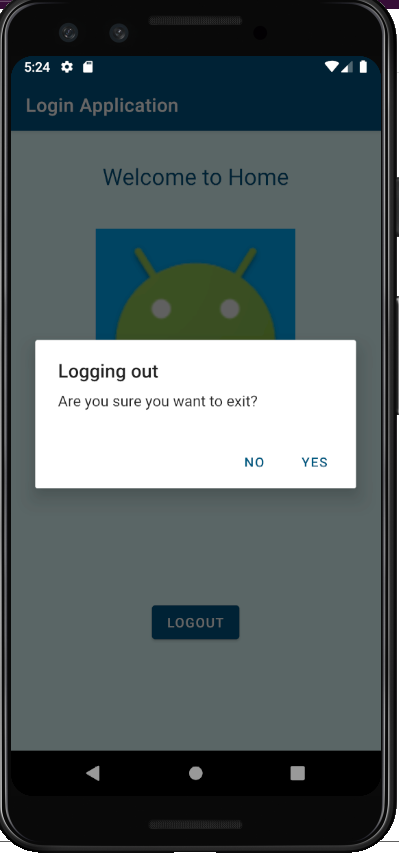 5:24
Login Application
Welcome to Home
Logging out
Are you sure you want to exit?
NO YES
LOGOUT